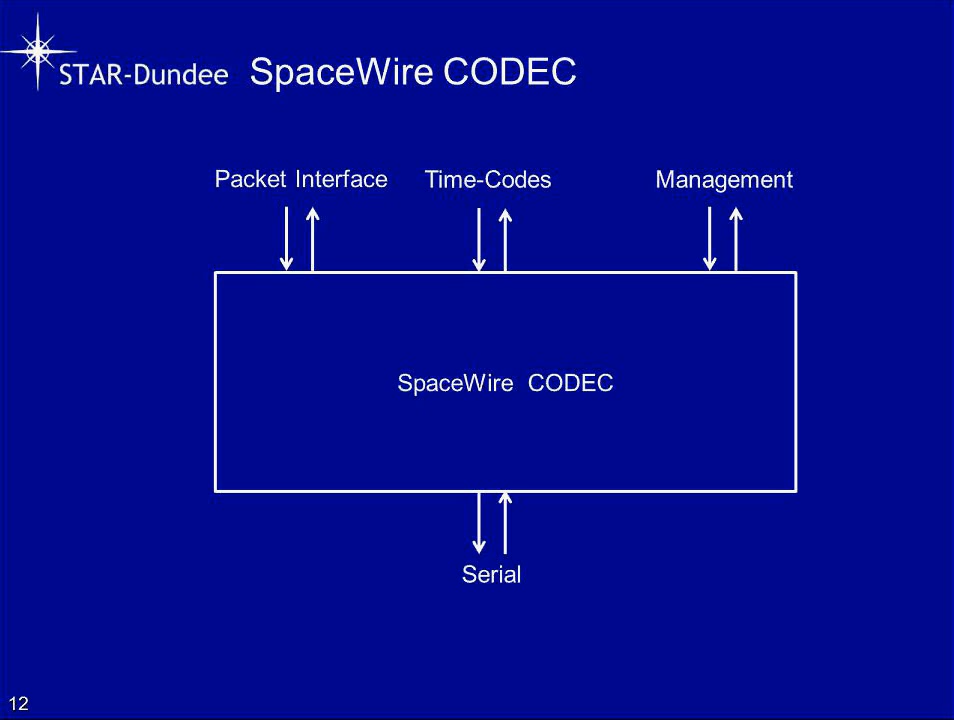 STAR-Dundee SpaceWire CODEC
Packet Interface Time-Codes Management
SpaceWire CODEC
Serial
12